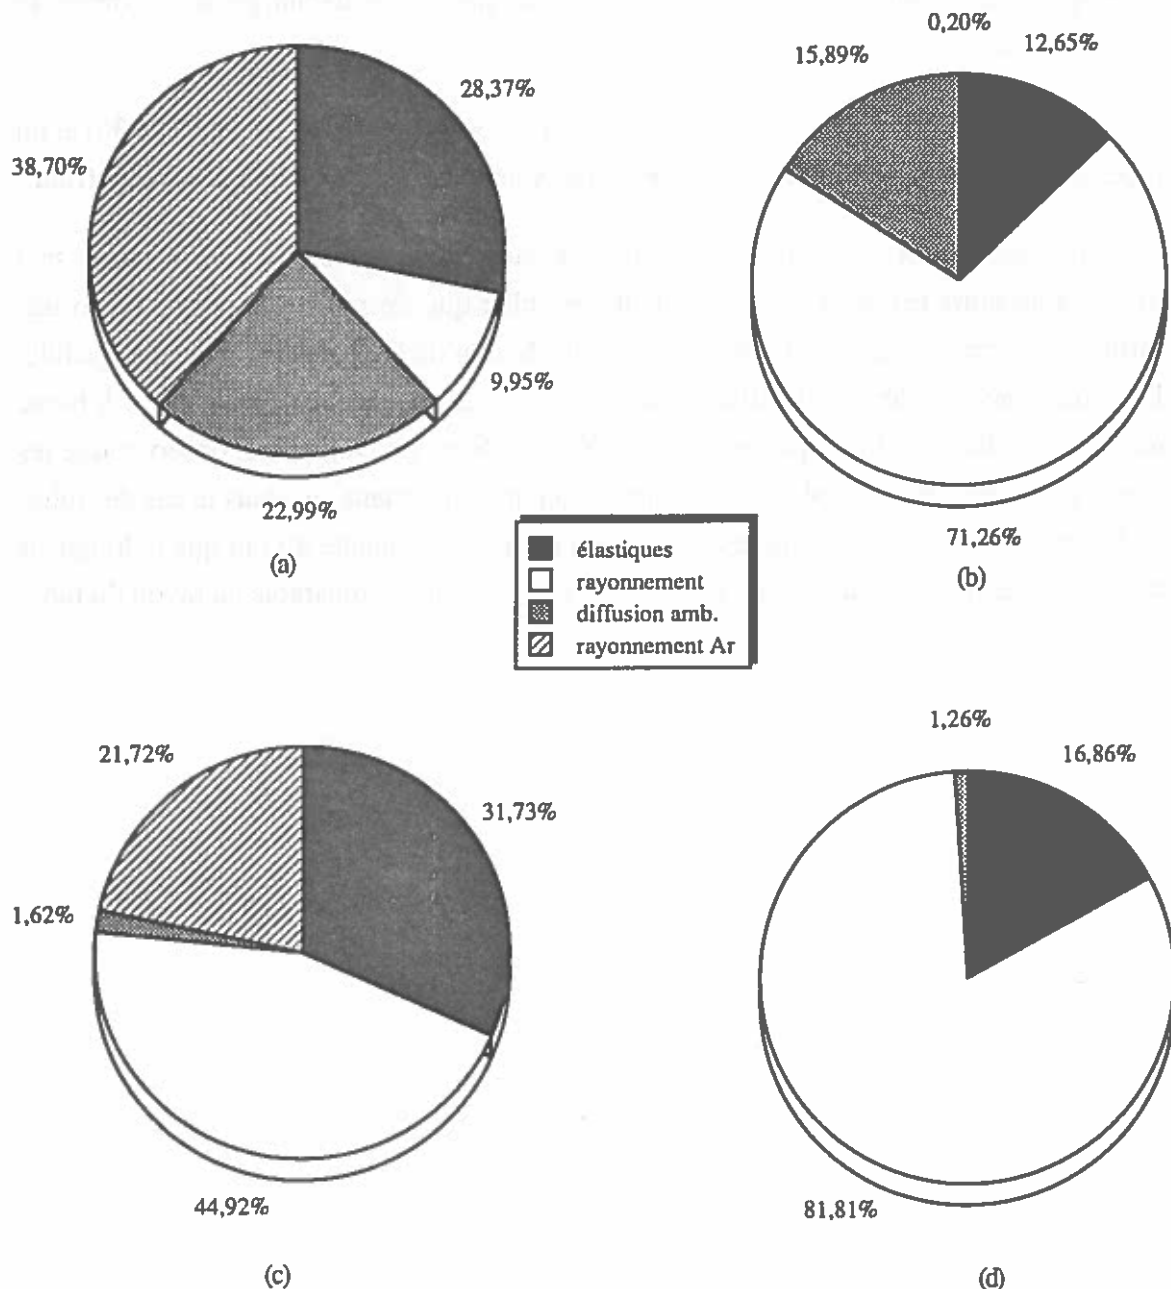 0,20%
15,89%
12,65%
28,37%
38,70%
9,95%
22,99%
(a)
71,26%
(b)
élastiques
rayonnement
diffusion amb.
rayonnement Ar
1,26%
21,72%
16,86%
31,73%
1,62%
44,92%
81,81%
(c)
(d)